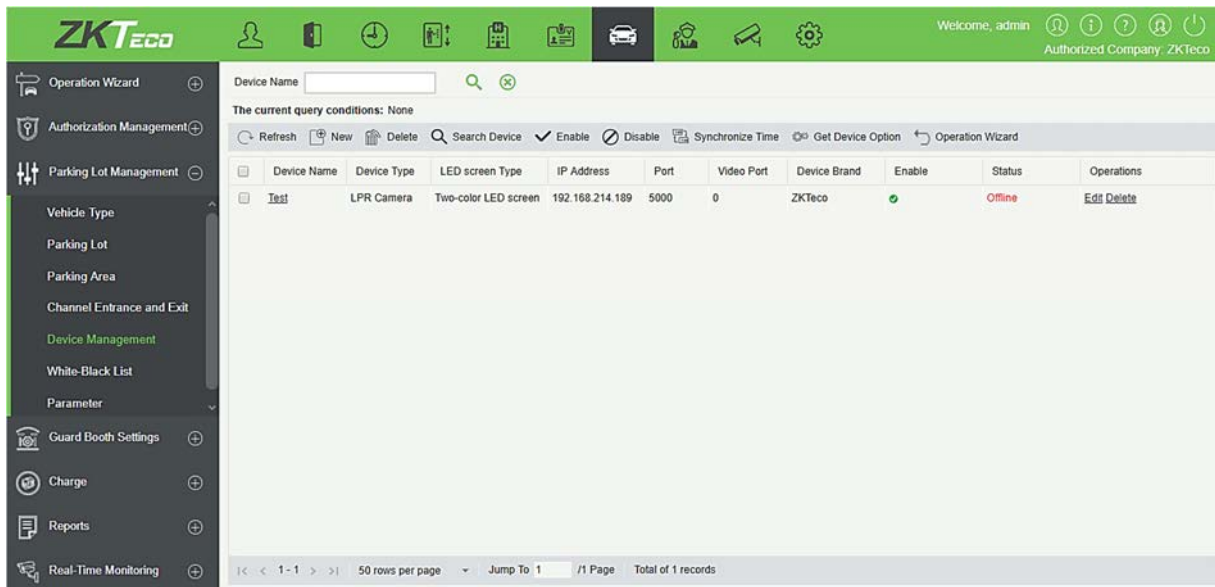 ZKTeco
Welcome, admin
Authorized Company: ZKTeco
Operation Wizard
Authorization Management
Parking Lot Management
Vehicle Type
Parking Lot
Parking Area
Channel Entrance and Exit
Device Management
White-Black List
Parameter
Guard Booth Settings
Charge
Reports
Real-Time Monitoring
Device Name
The current query conditions: None
Refresh New Delete Search Device Enable Disable Synchronize Time Get Device Option Operation Wizard
Device Name Device Type LED screen Type IP Address Port Video Port Device Brand Enable Status Operations
Test LPR Camera Two-color LED screen 192.168.214.189 5000 0 ZKTeco Offline Edit Delete
|< < 1-1 > >| 50 rows per page Jump To 1 /1 Page Total of 1 records